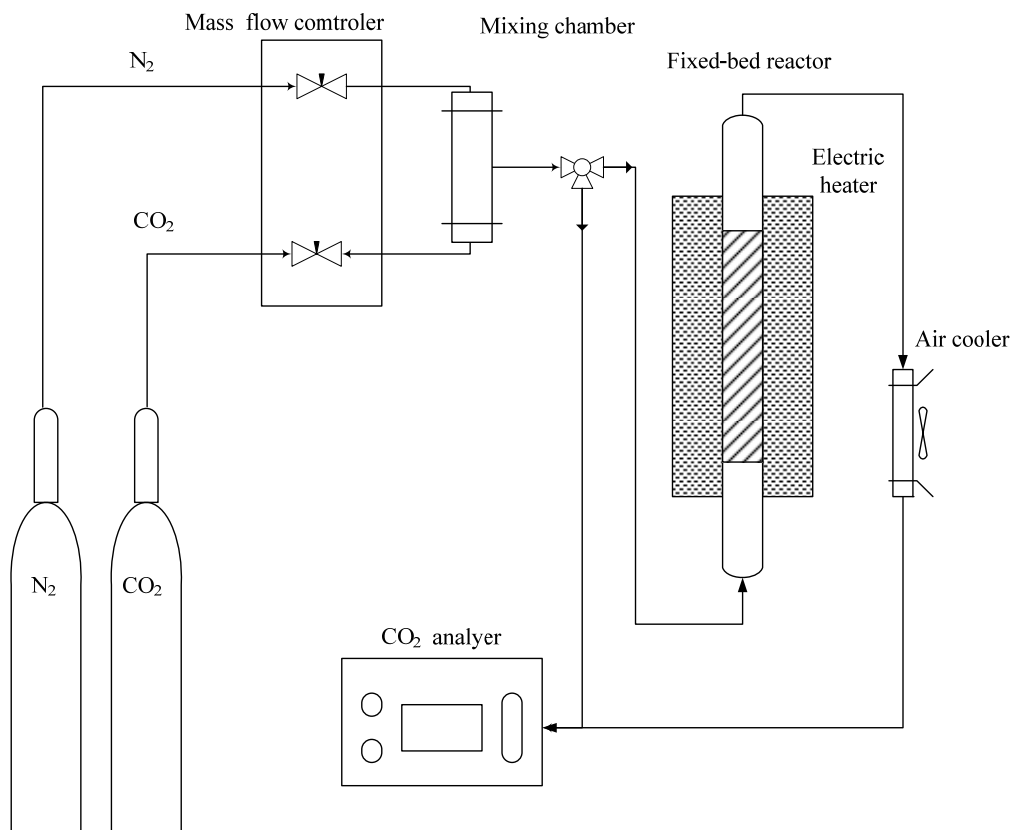 Mass flow comtroler
Mixing chamber
N₂
Fixed-bed reactor
Electric
heater
CO₂
Air cooler
N₂
CO₂
CO₂ analyer